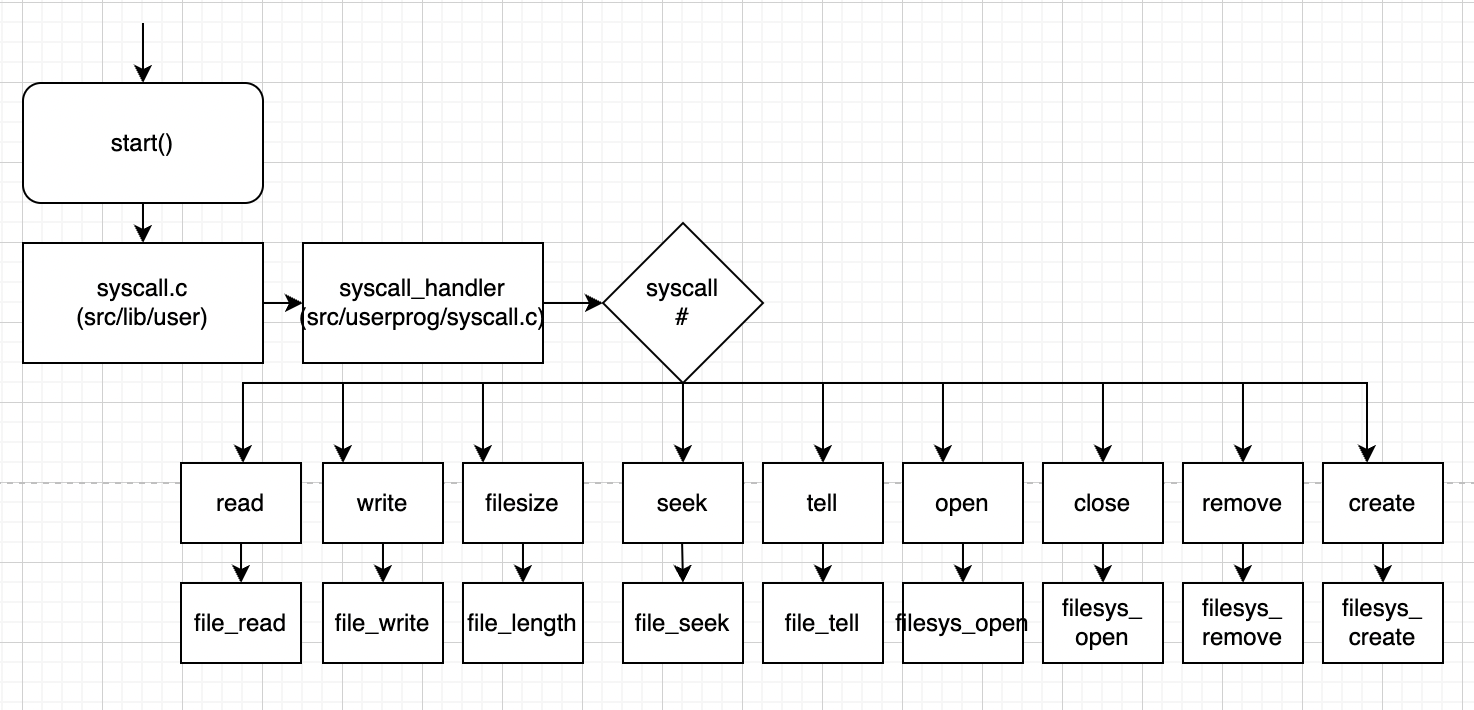 start()
syscall.c
(src/lib/user)
syscall_handler
(src/userprog/syscall.c)
syscall
#
read
write
filesize
seek
tell
open
close
remove
create
file_read
file_write
file_length
file_seek
file_tell
filesys_open
filesys_
open
filesys_
remove
filesys_
create